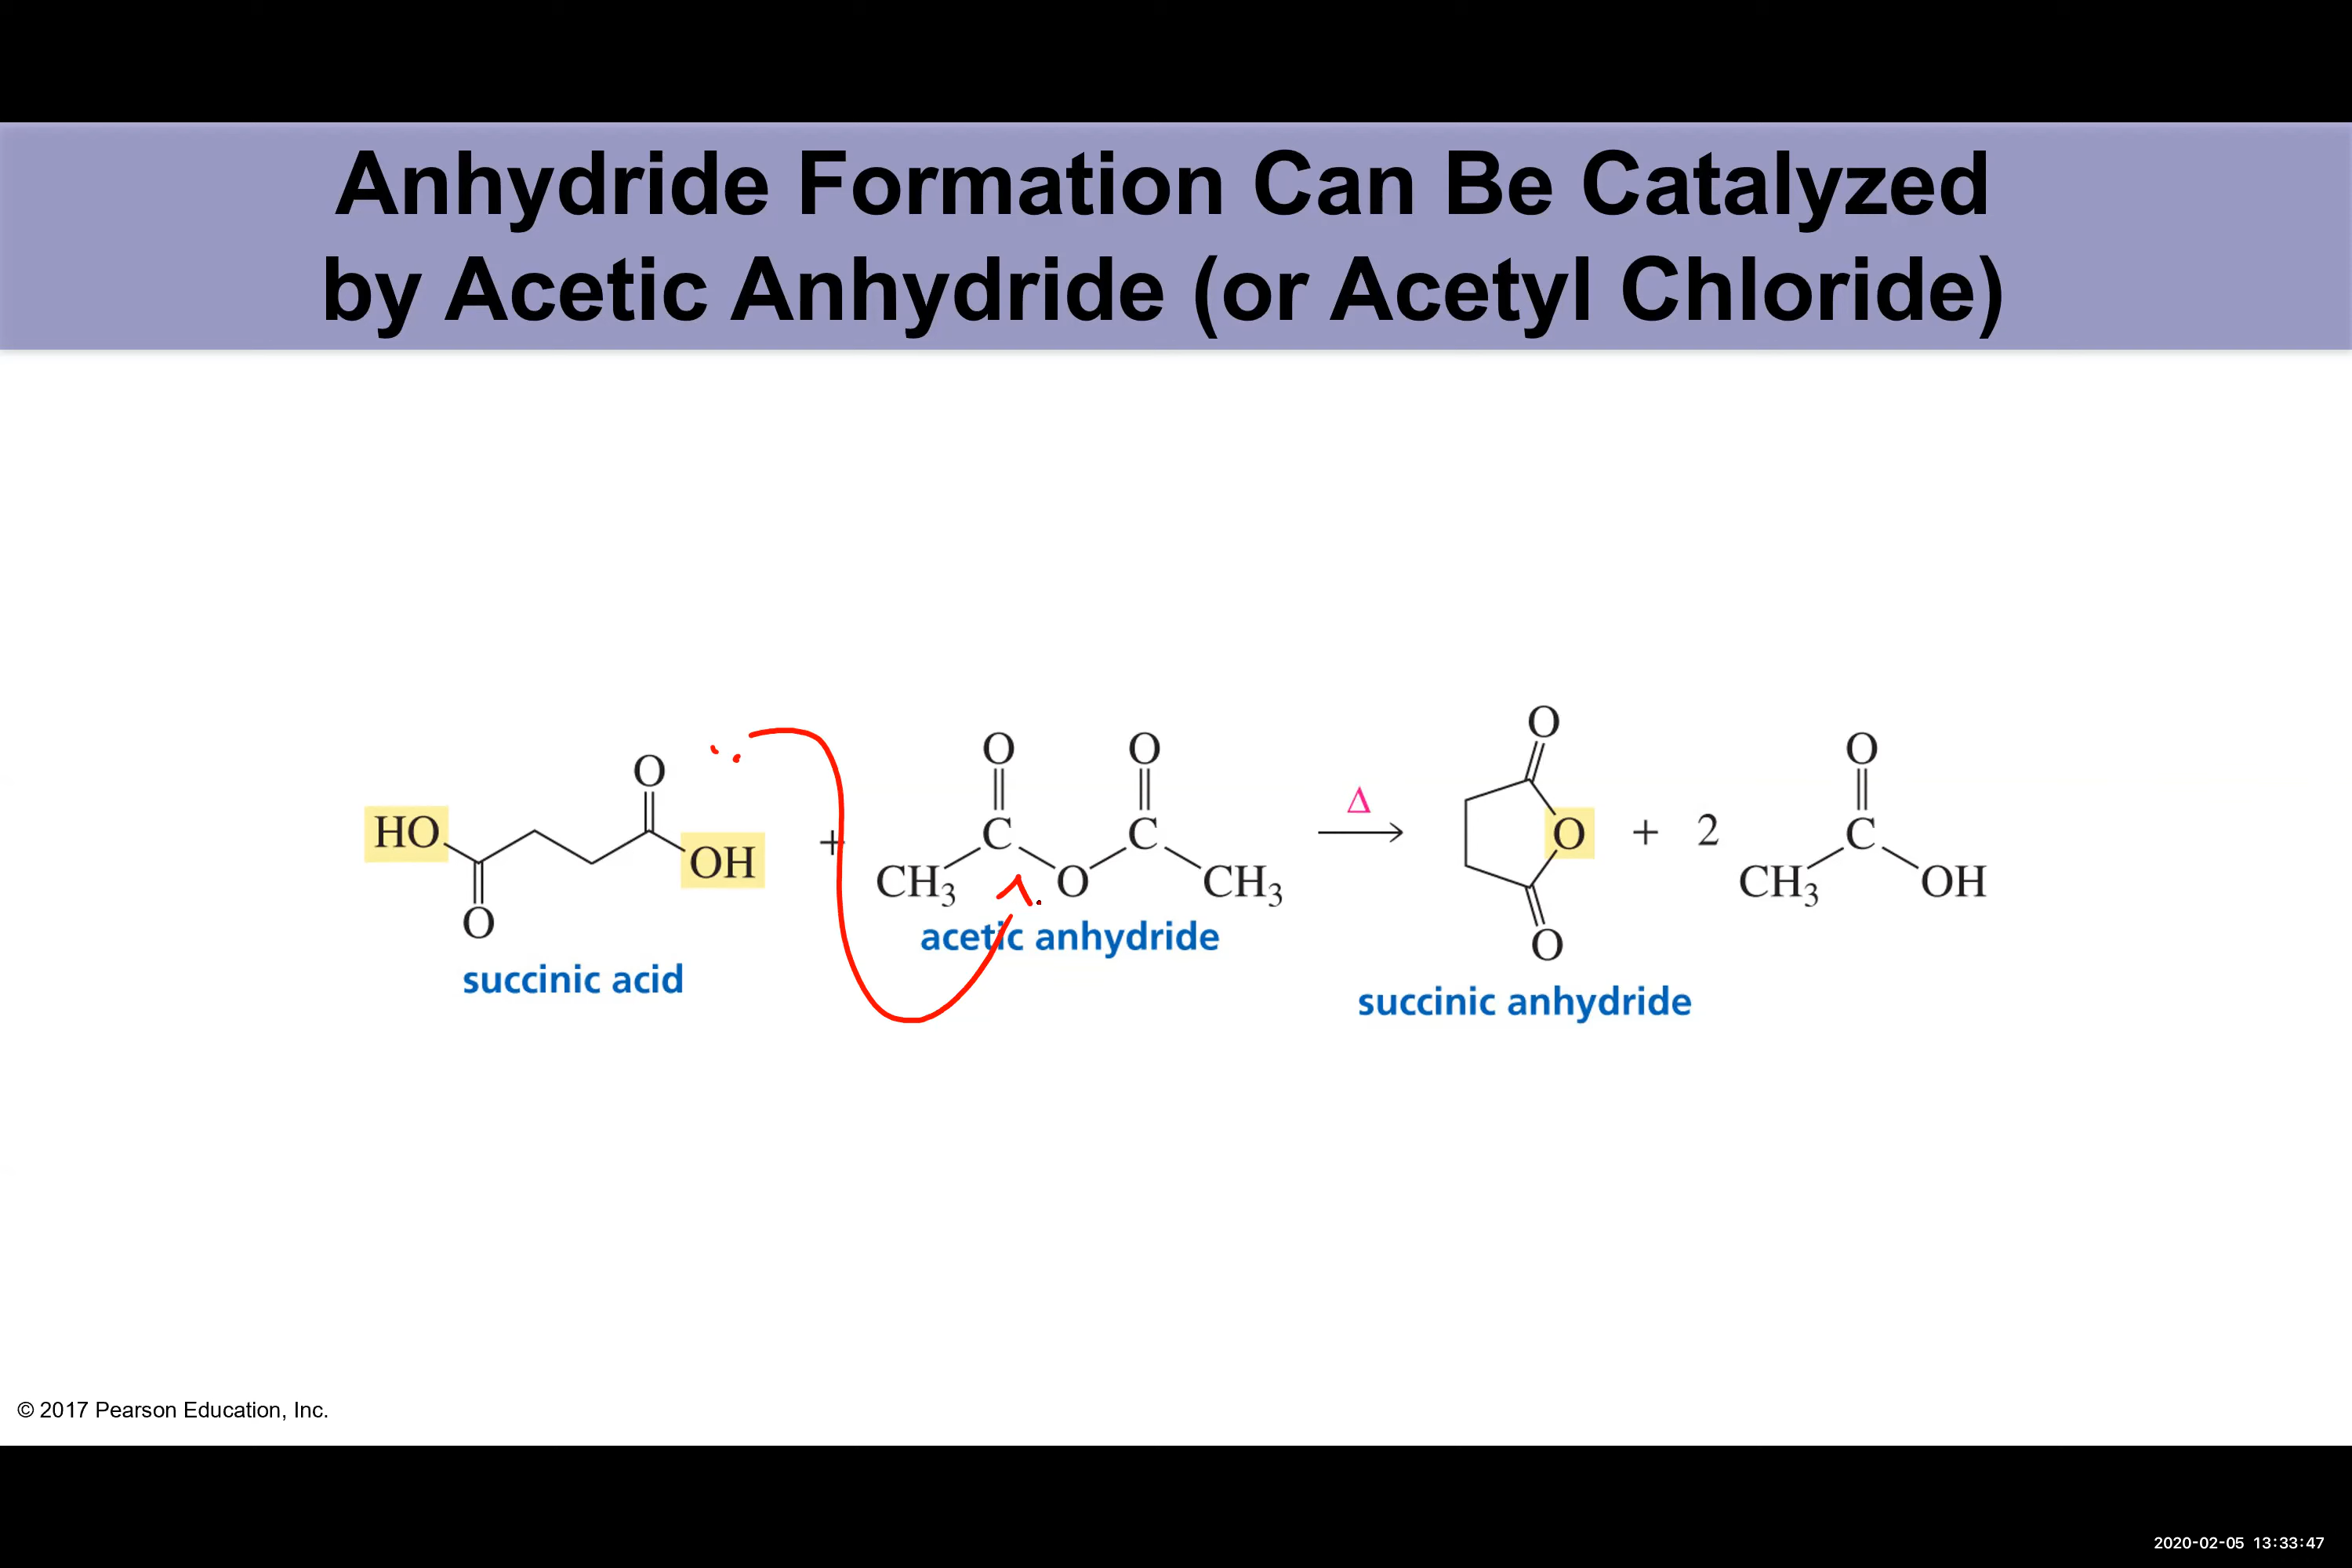 Anhydride Formation Can Be Catalyzed
by Acetic Anhydride (or Acetyl Chloride)
O
HO
OH
O
succinic acid
+
O
O
C
C
CH₃
O
CH₃
acetic anhydride
Δ
O
O
O
succinic anhydride
+ 2
O
C
CH₃
OH
© 2017 Pearson Education, Inc.
2020-02-05 13:33:47